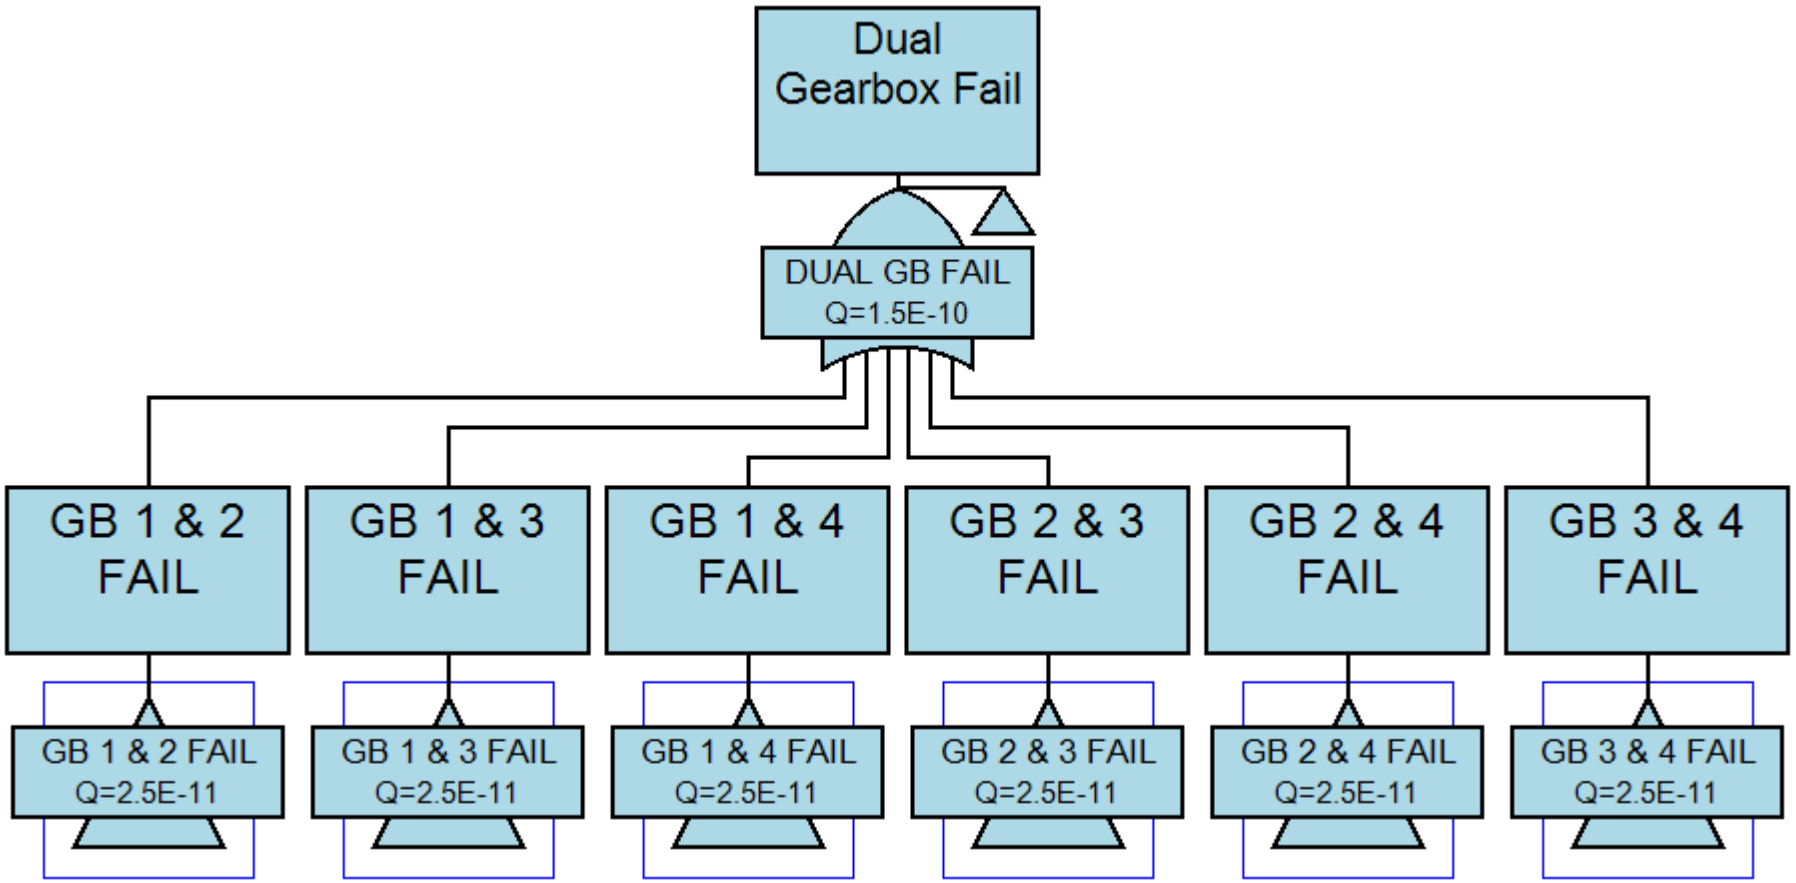 Dual
Gearbox Fail
DUAL GB FAIL
Q=1.5E-10
GB 1 & 2
FAIL
GB 1 & 3
FAIL
GB 1 & 4
FAIL
GB 2 & 3
FAIL
GB 2 & 4
FAIL
GB 3 & 4
FAIL
GB 1 & 2 FAIL
Q=2.5E-11
GB 1 & 3 FAIL
Q=2.5E-11
GB 1 & 4 FAIL
Q=2.5E-11
GB 2 & 3 FAIL
Q=2.5E-11
GB 2 & 4 FAIL
Q=2.5E-11
GB 3 & 4 FAIL
Q=2.5E-11